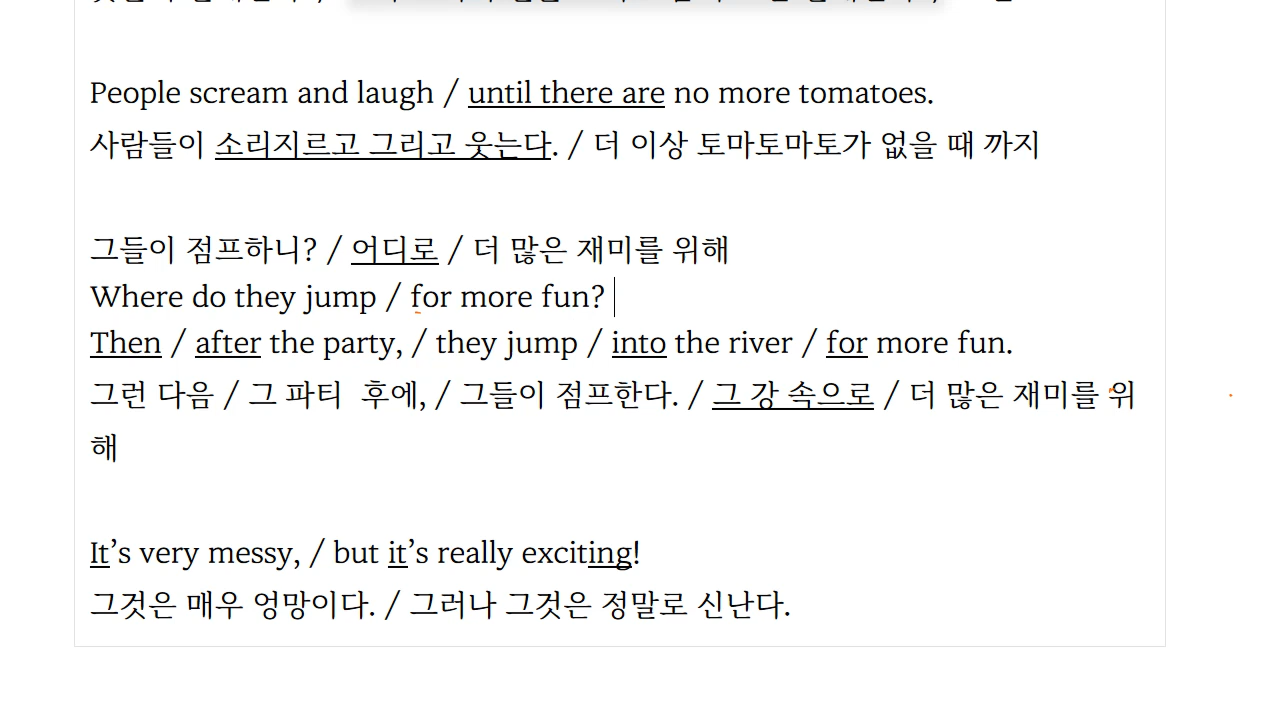 People scream and laugh / until there are no more tomatoes.
사람들이 소리지르고 그리고 웃는다. / 더 이상 토마토마토가 없을 때 까지
그들이 점프하니? / 어디로 / 더 많은 재미를 위해
Where do they jump / for more fun?
Then / after the party, / they jump / into the river / for more fun.
그런 다음 / 그 파티 후에, / 그들이 점프한다. / 그 강 속으로 / 더 많은 재미를 위
해
It’s very messy, / but it’s really exciting!
그것은 매우 엉망이다. / 그러나 그것은 정말로 신난다.